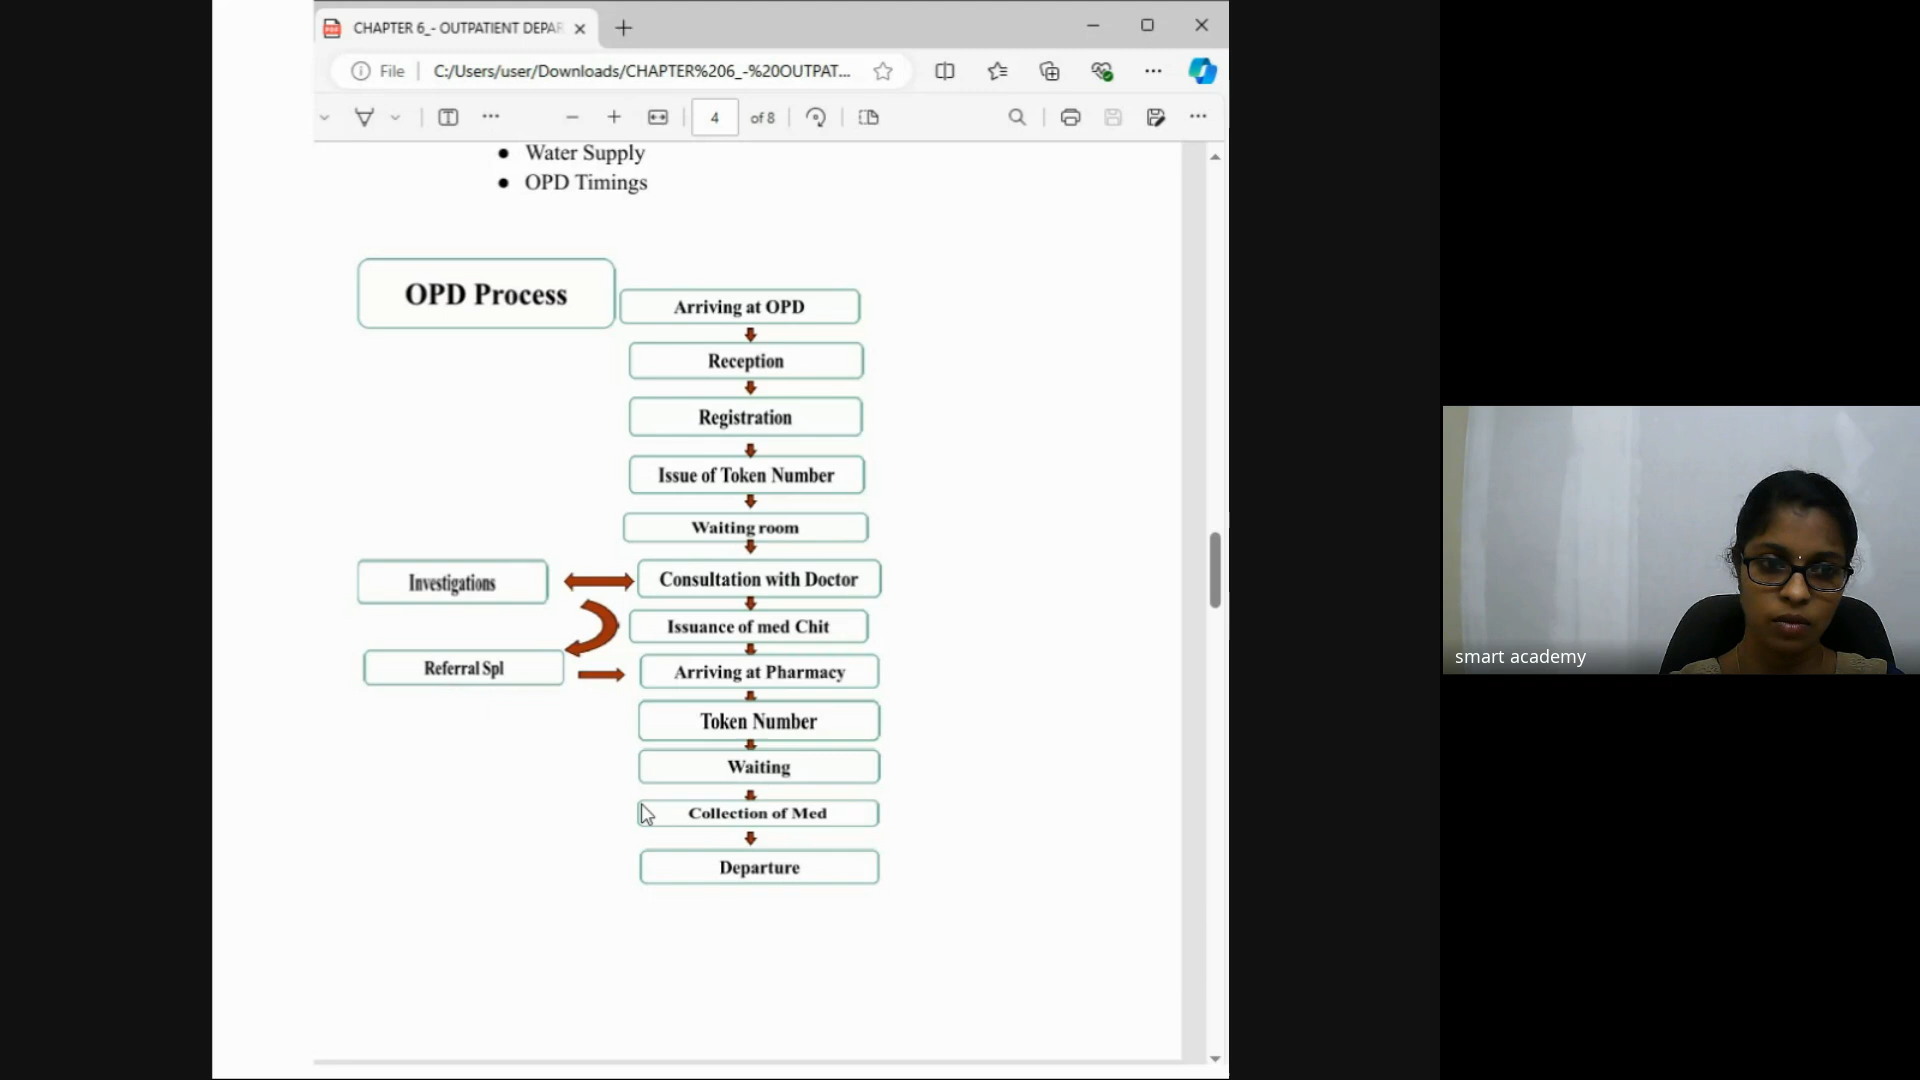 CHAPTER 6_- OUTPATIENT DEPAR
File
C:/Users/user/Downloads/CHAPTER%206_-%20OUTPAT...
4 of 8
● Water Supply
● OPD Timings
OPD Process
Arriving at OPD
Reception
Registration
Issue of Token Number
Waiting room
Investigations
Consultation with Doctor
Issuance of med Chit
Referral Spl
Arriving at Pharmacy
Token Number
Waiting
Collection of Med
Departure
smart academy